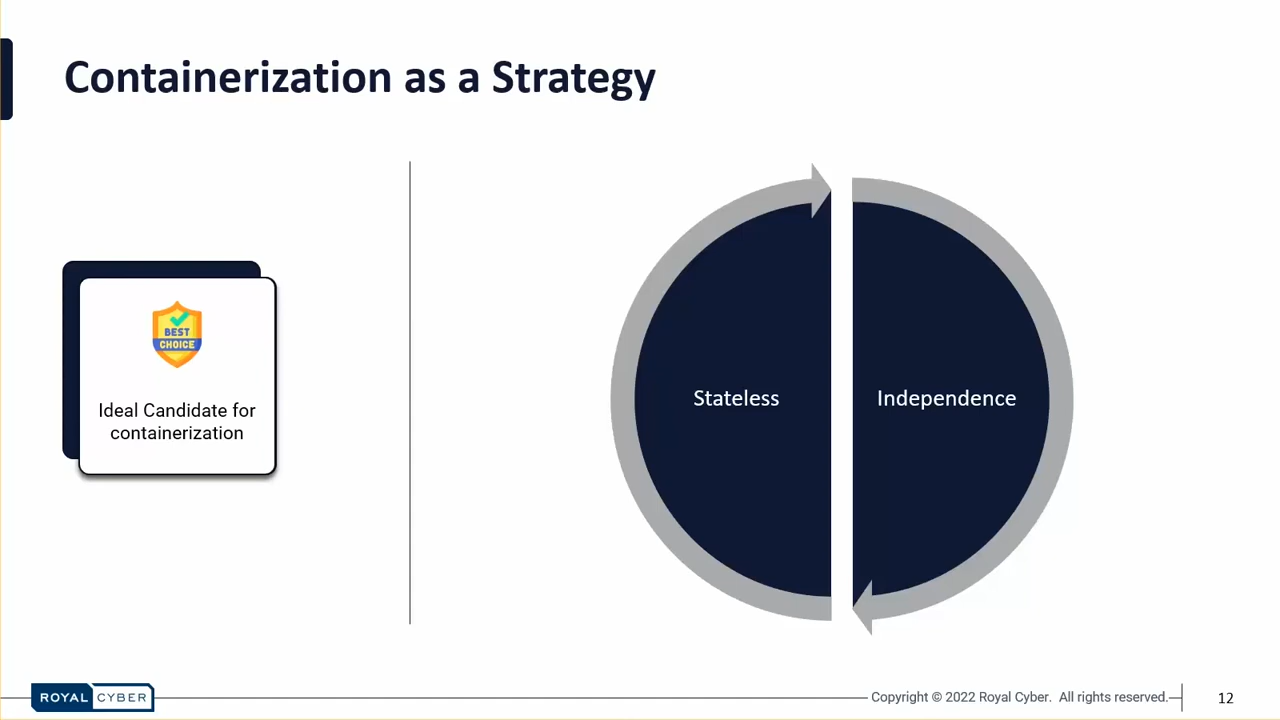 Containerization as a Strategy
BEST
CHOICE
Ideal Candidate for
containerization
Stateless
Independence
ROYAL CYBER
Copyright © 2022 Royal Cyber. All rights reserved.
12